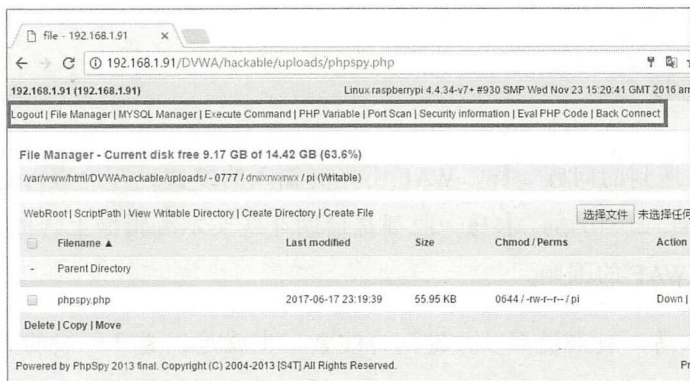 file - 192.168.1.91
192.168.1.91/DVWA/hackable/uploads/phpspy.php
192.168.1.91 (192.168.1.91) Linux raspberrypi 4.4.34-v7+ #930 SMP Wed Nov 23 15:20:41 GMT 2016 arm
Logout | File Manager | MYSQL Manager | Execute Command | PHP Variable | Port Scan | Security information | Eval PHP Code | Back Connect
File Manager - Current disk free 9.17 GB of 14.42 GB (63.6%)
/var/www/html/DVWA/hackable/uploads/ - 0777 / drwxrwxrwx / pi (Writable)
WebRoot | ScriptPath | View Writable Directory | Create Directory | Create File 选择文件 未选择任何
Filename ▲ Last modified Size Chmod / Perms Action
- Parent Directory
phpspy.php 2017-06-17 23:19:39 55.95 KB 0644 / -rw-r--r-- / pi Down |
Delete | Copy | Move
Powered by PhpSpy 2013 final. Copyright (C) 2004-2013 [S4T] All Rights Reserved. Pr